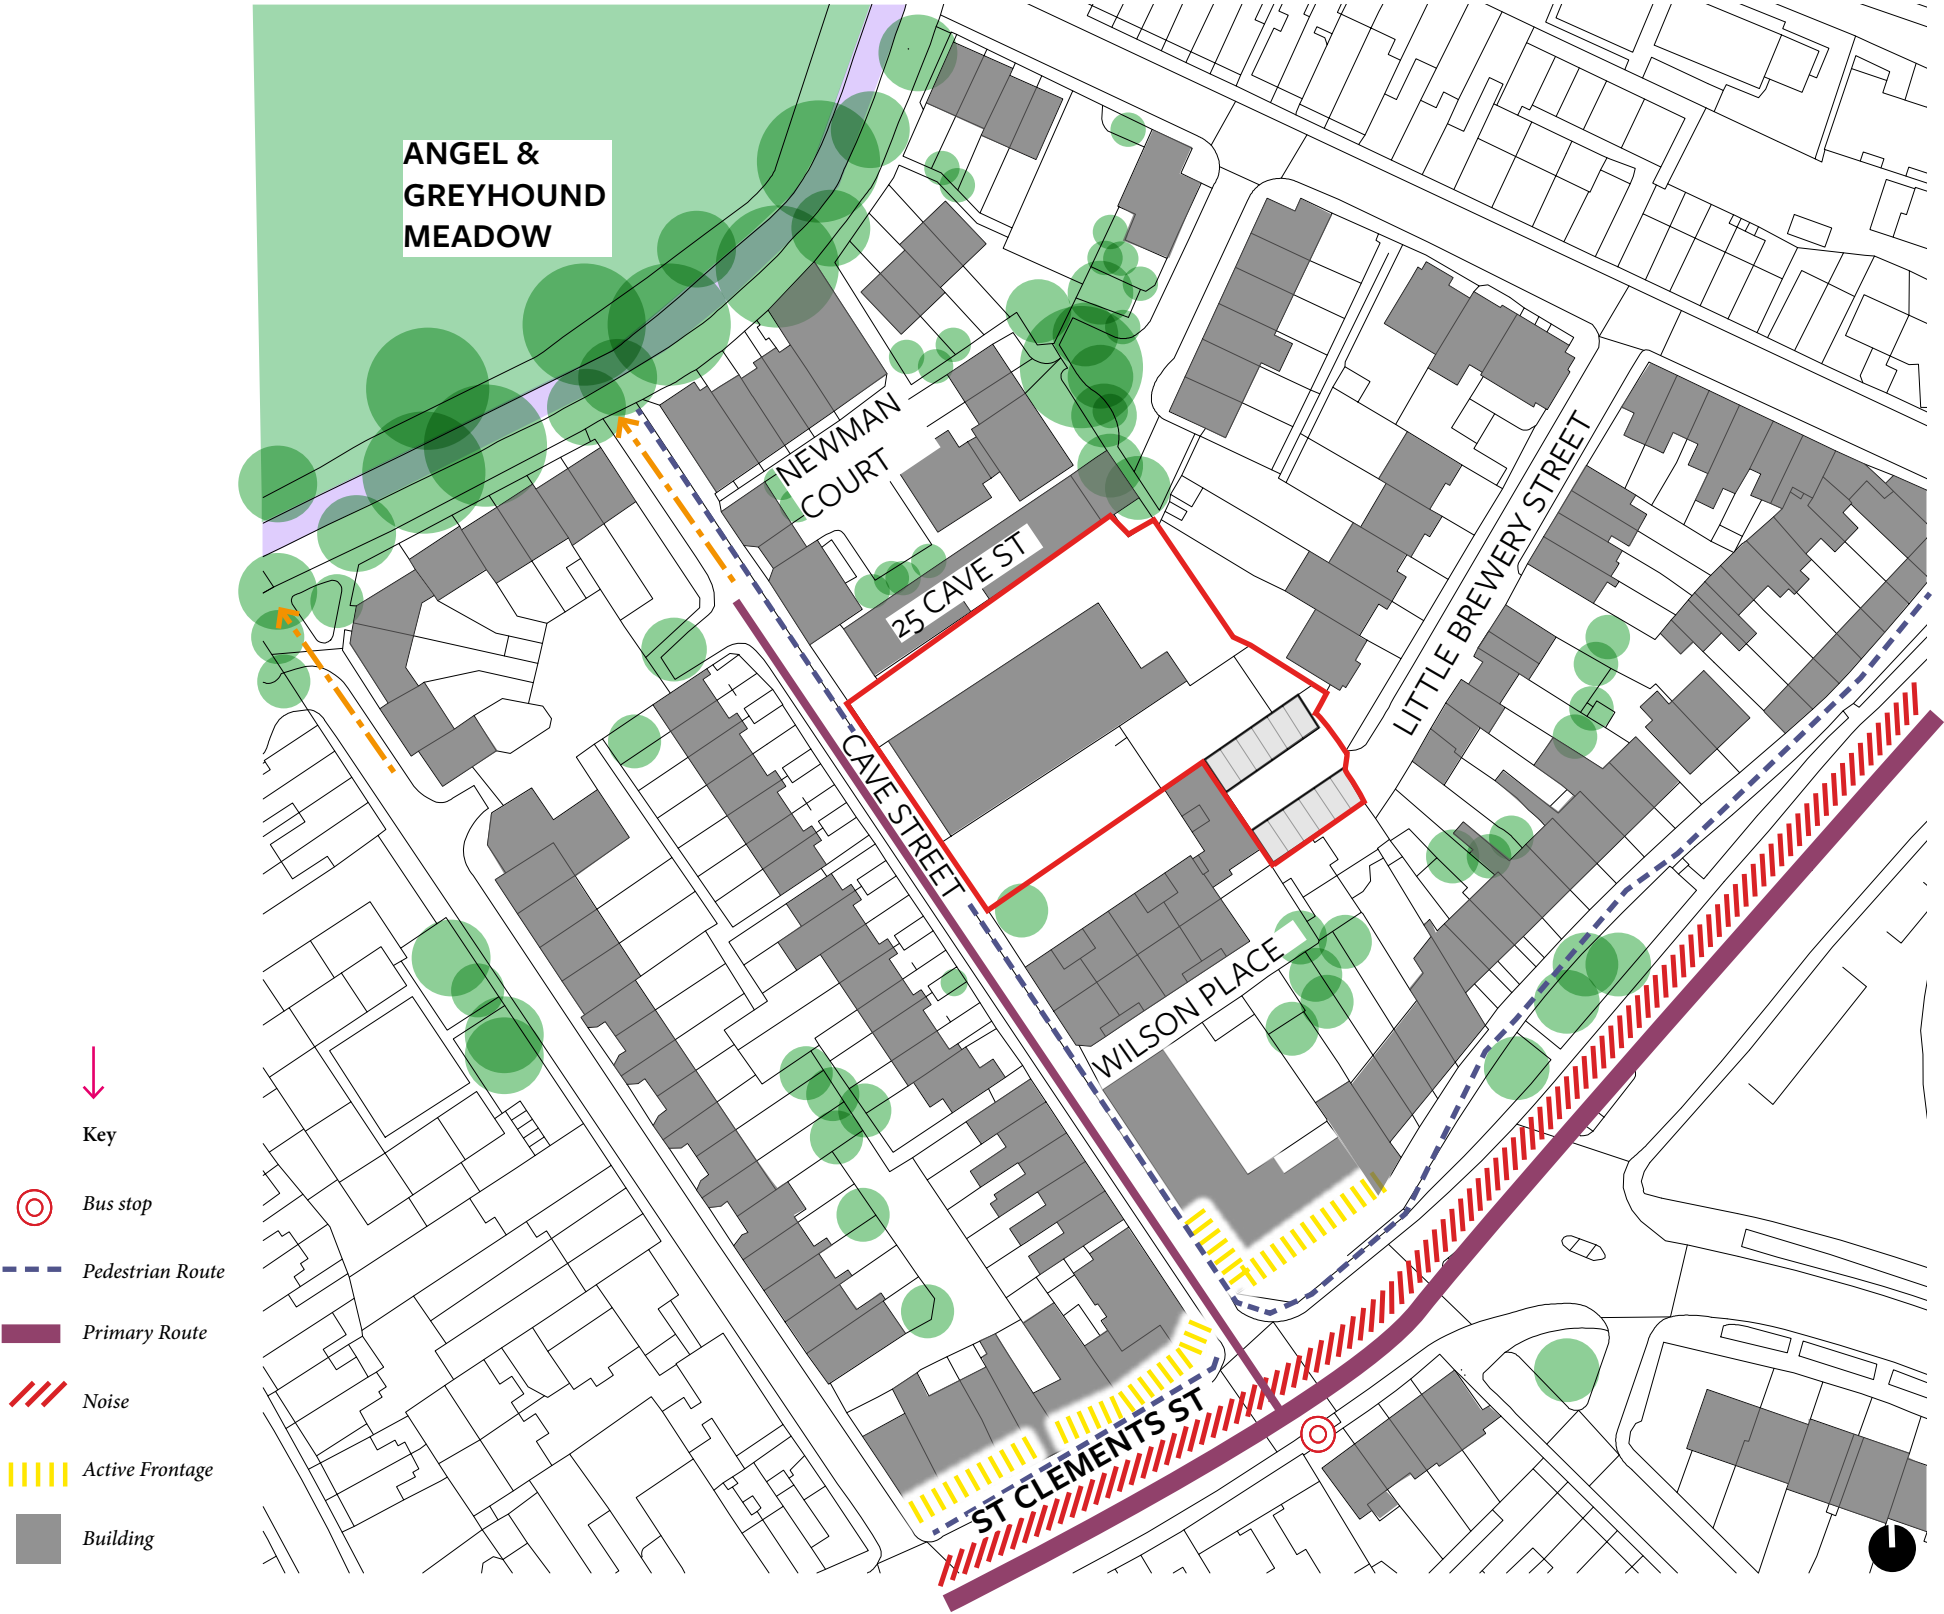 ANGEL &
GREYHOUND
MEADOW
NEWMAN
COURT
25 CAVE ST
LITTLE BREWERY STREET
CAVE STREET
WILSON PLACE
ST CLEMENTS ST
Key
Bus stop
Pedestrian Route
Primary Route
Noise
Active Frontage
Building